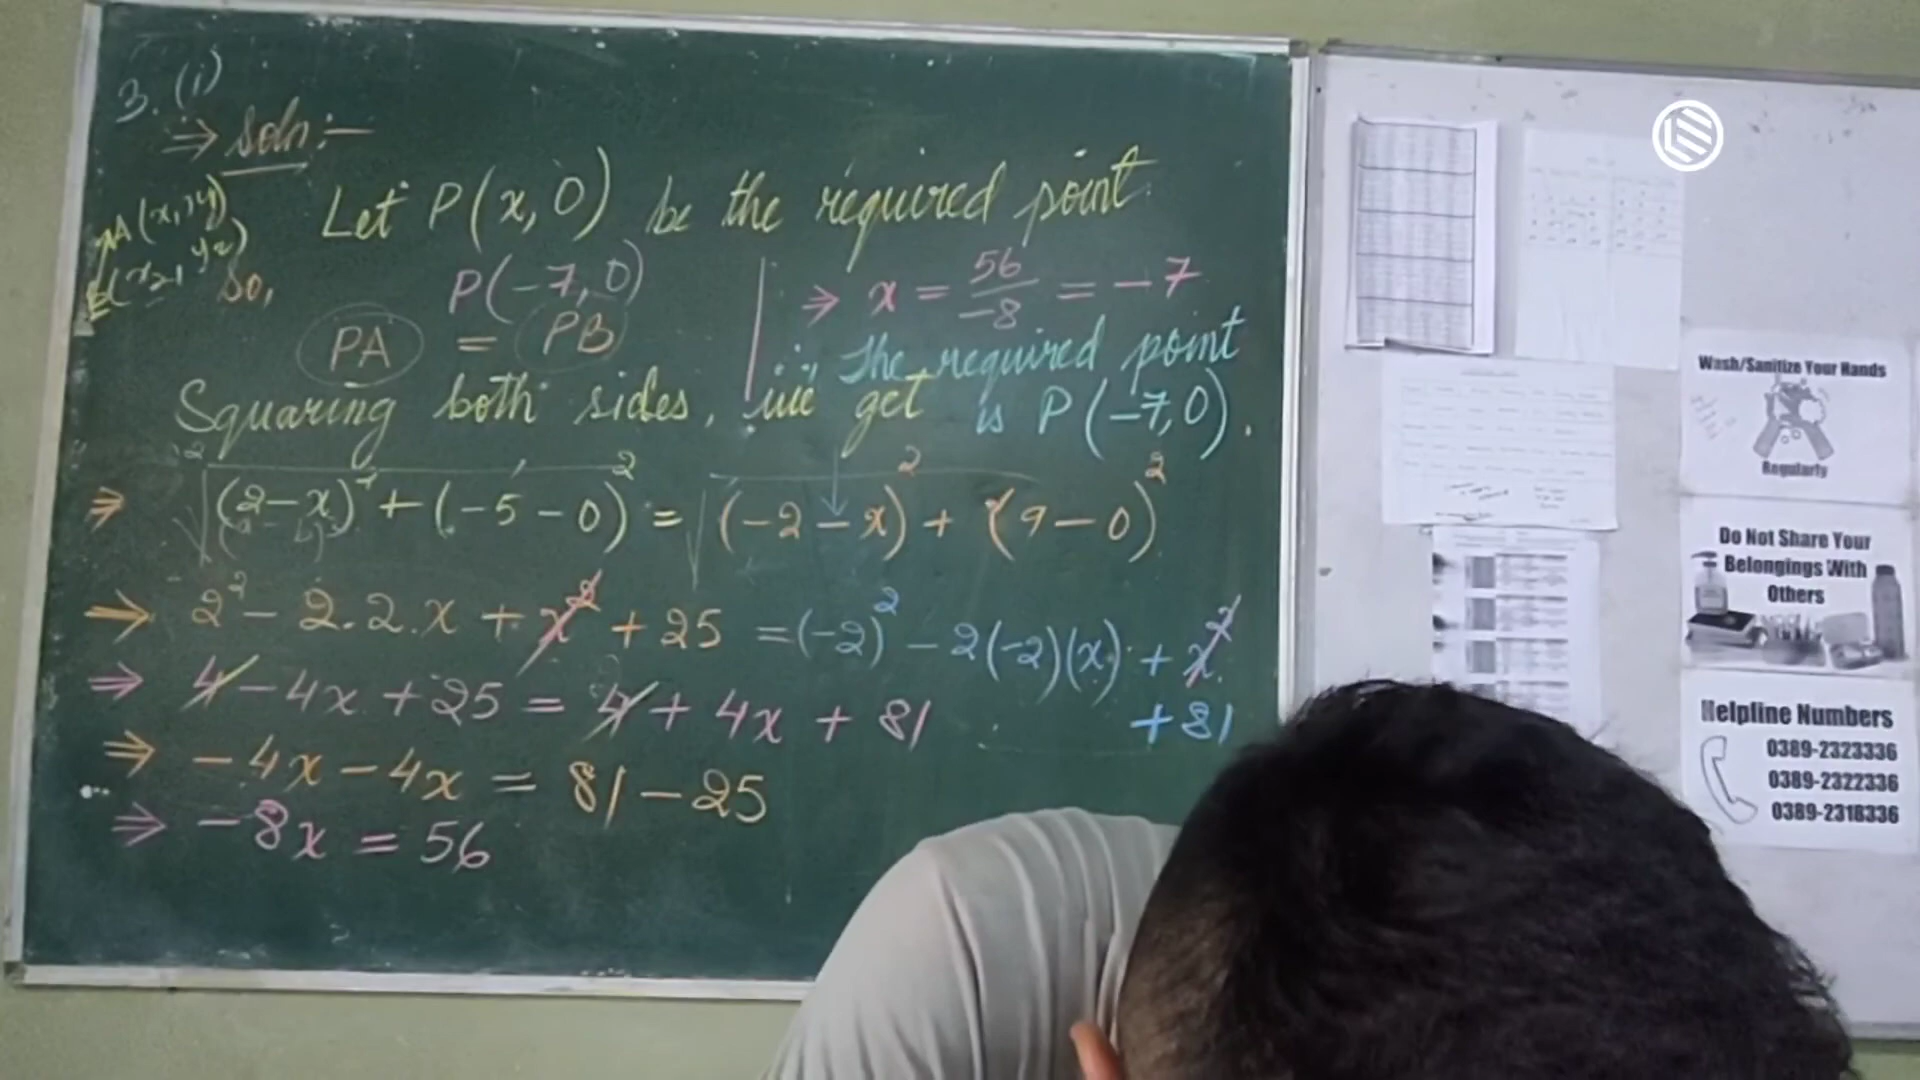 3. (i)
⇒ Soln:-
Let P(x, 0) be the required point
A(x₁, y₁)
B(x₂, y₂)
So,
P(-7, 0)
PA = PB
Squaring both sides, we get
⇒ √(2-x)² + (-5-0)² = √(-2-x)² + (9-0)²
⇒ 2² - 2.2.x + x² + 25 = (-2)² - 2(-2)(x) + x²
+ 81
⇒ 4 - 4x + 25 = 4 + 4x + 81
⇒ -4x - 4x = 81 - 25
⇒ -8x = 56
⇒ x = 56/-8 = -7
∴ The required point
is P(-7, 0).
Wash/Sanitize Your Hands
Regularly
Do Not Share Your
Belongings With
Others
Helpline Numbers
0389-2323336
0389-2322336
0389-2318336